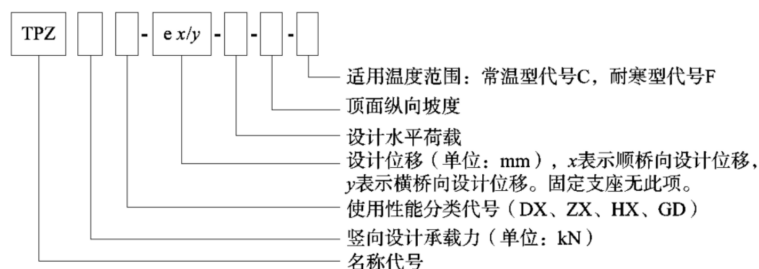 TPZ - e x/y - - -
适用温度范围：常温型代号C，耐寒型代号F
顶面纵向坡度
设计水平荷载
设计位移（单位：mm），x表示顺桥向设计位移，
y表示横桥向设计位移。固定支座无此项。
使用性能分类代号（DX、ZX、HX、GD）
竖向设计承载力（单位：kN）
名称代号